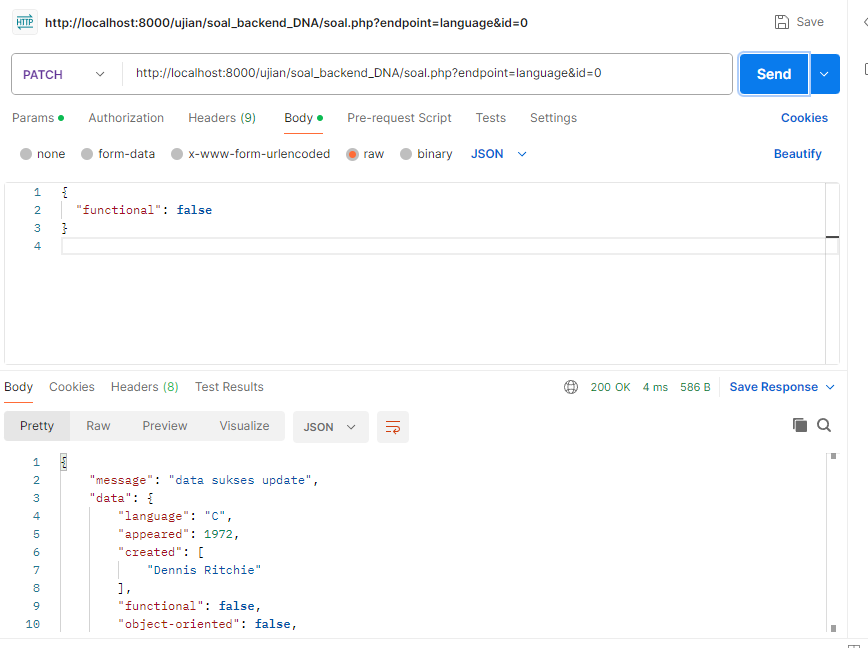 HTTP http://localhost:8000/ujian/soal_backend_DNA/soal.php?endpoint=language&id=0 Save
PATCH http://localhost:8000/ujian/soal_backend_DNA/soal.php?endpoint=language&id=0 Send
Params Authorization Headers (9) Body Pre-request Script Tests Settings Cookies
none form-data x-www-form-urlencoded raw binary JSON Beautify
1 {
2 "functional": false
3 }
4
Body Cookies Headers (8) Test Results 200 OK 4 ms 586 B Save Response
Pretty Raw Preview Visualize JSON
1 {
2 "message": "data sukses update",
3 "data": {
4 "language": "C",
5 "appeared": 1972,
6 "created": [
7 "Dennis Ritchie"
8 ],
9 "functional": false,
10 "object-oriented": false,